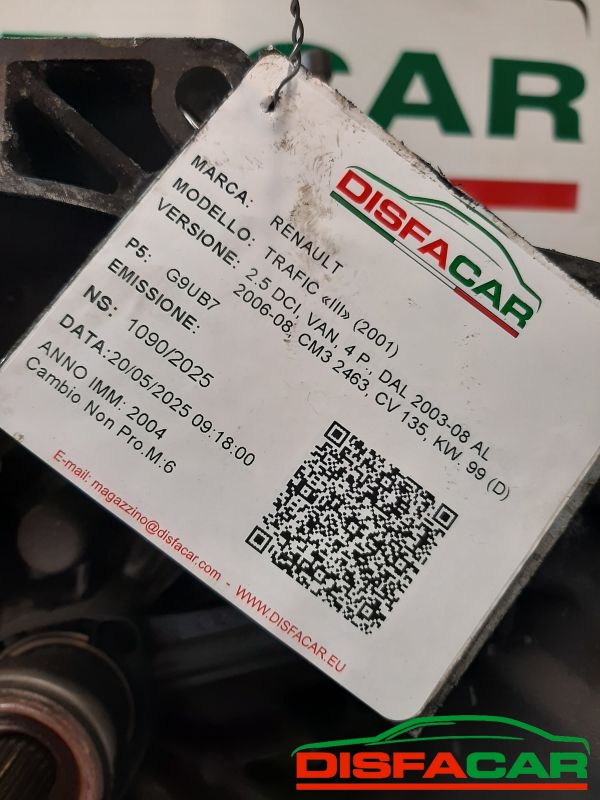 CAR
DISFACAR
MARCA: RENAULT
MODELLO: TRAFIC «III» (2001)
VERSIONE: 2.5 DCI, VAN, 4 P., DAL 2003-08 AL
2006-08, CM3 2463, CV 135, KW. 99 (D)
P5: G9UB7
EMISSIONE:
NS: 1090/2025
DATA:20/05/2025 09:18:00
ANNO IMM: 2004
Cambio Non Pro.M:6
E-mail: magazzino@disfacar.com - WWW.DISFACAR.EU
DISFACAR